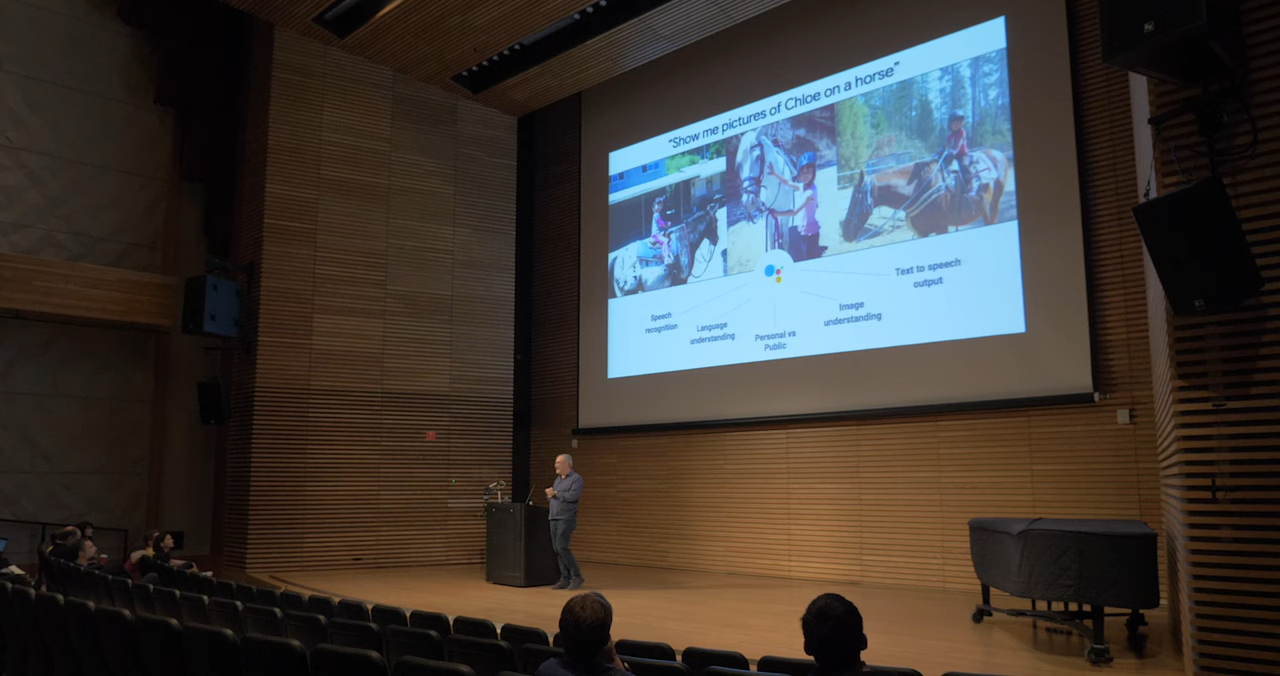 "Show me pictures of Chloe on a horse"
Speech
recognition
Language
understanding
Personal vs
Public
Image
understanding
Text to speech
output